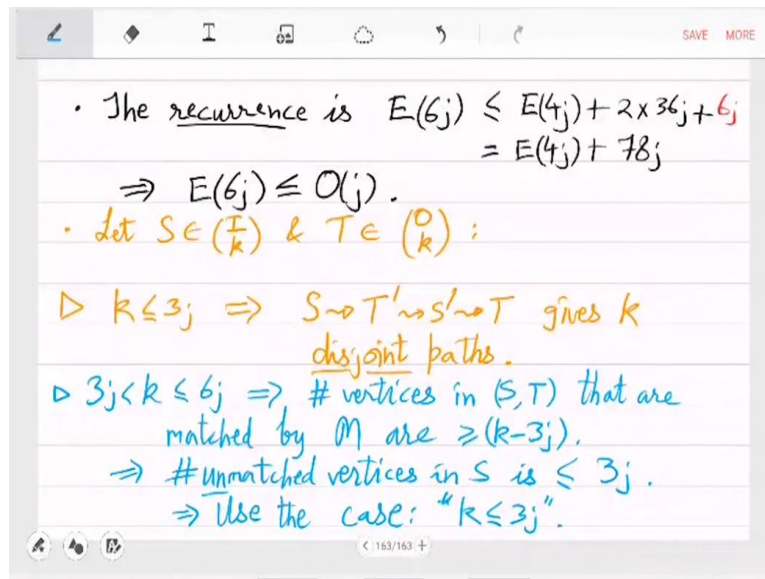 SAVE MORE
· The recurrence is E(6j) ≤ E(4j) + 2 x 36j + 6j
= E(4j) + 78j
⇒ E(6j) ≤ O(j).
· Let S ∈ (I k) & T ∈ (O k) :
▷ k ≤ 3j ⇒ S ⇝ T' ⇝ S' ⇝ T gives k
disjoint paths.
▷ 3j < k ≤ 6j ⇒ # vertices in (S,T) that are
matched by M are ≥ (k-3j).
⇒ #unmatched vertices in S is ≤ 3j.
⇒ Use the case: "k ≤ 3j".
< 163/163 +